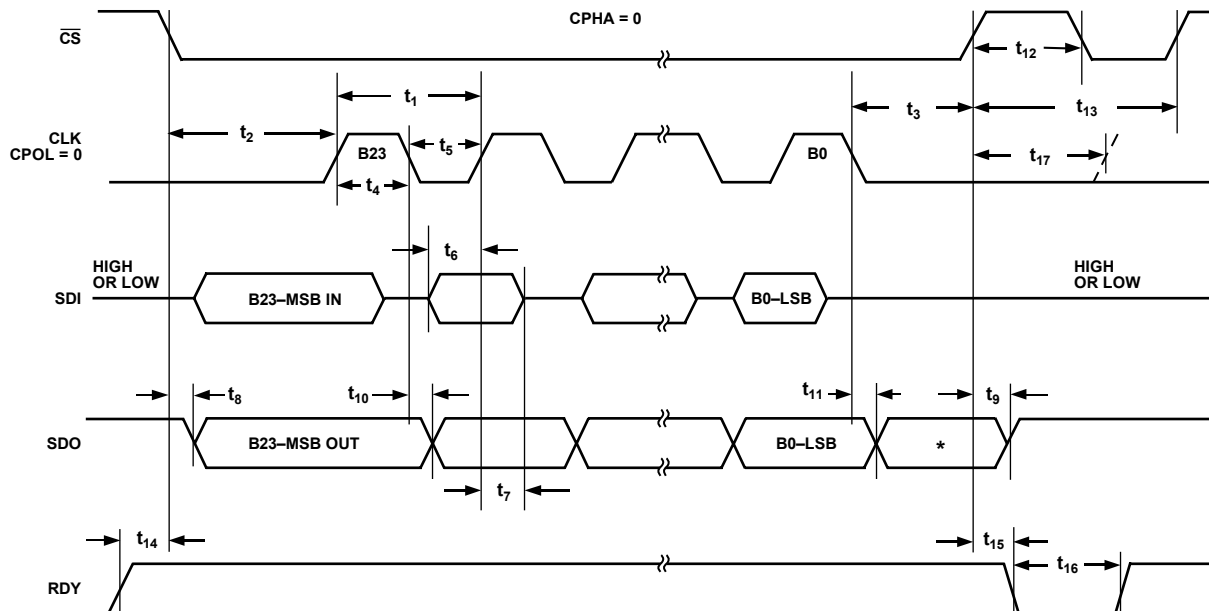 CPHA = 0
CS
t12
t1
t3
t13
t2
CLK
CPOL = 0
B23
t5
B0
t17
t4
t6
HIGH
OR LOW
HIGH
OR LOW
SDI
B23–MSB IN
B0–LSB
t8
t10
t11
t9
SDO
B23–MSB OUT
B0–LSB
*
t7
t14
t15
t16
RDY